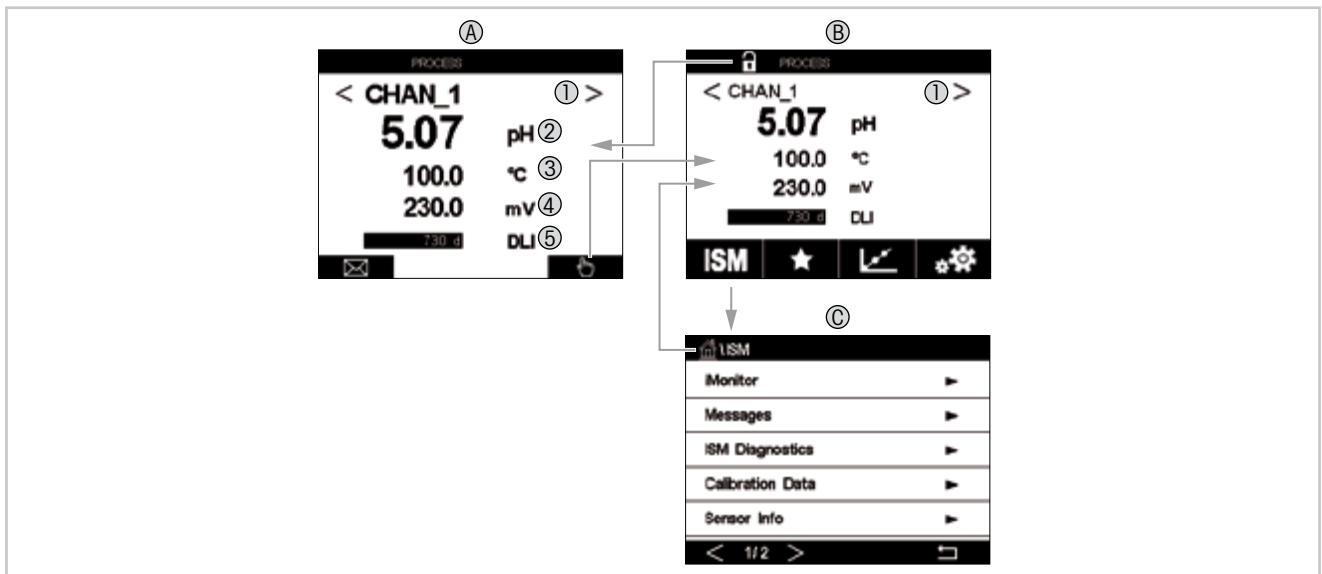 Ⓐ
PROCESS
< CHAN_1 ① >
5.07 pH ②
100.0 °C ③
230.0 mV ④
730 d DLI ⑤
Ⓑ
PROCESS
< CHAN_1 ① >
5.07 pH
100.0 °C
230.0 mV
730 d DLI
ISM
Ⓒ
\ISM
iMonitor
Messages
ISM Diagnostics
Calibration Data
Sensor Info
< 1/2 >